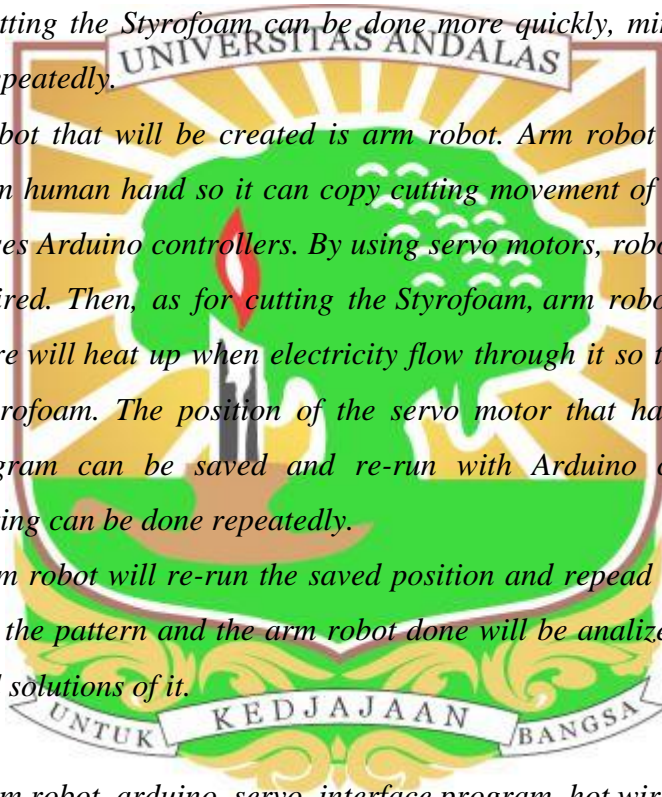 tting the Styrofoam can be done more quickly, mi
UNIVERSITAS ANDALAS
epeatedly.
bot that will be created is arm robot. Arm robot
m human hand so it can copy cutting movement of
es Arduino controllers. By using servo motors, robo
ired. Then, as for cutting the Styrofoam, arm robo
re will heat up when electricity flow through it so t
rofoam. The position of the servo motor that ha
gram can be saved and re-run with Arduino c
ing can be done repeatedly.
m robot will re-run the saved position and repead
the pattern and the arm robot done will be analize
l solutions of it.
UNTUK KEDJAJAAN BANGSA
m robot, arduino, servo, interface program, hot wir